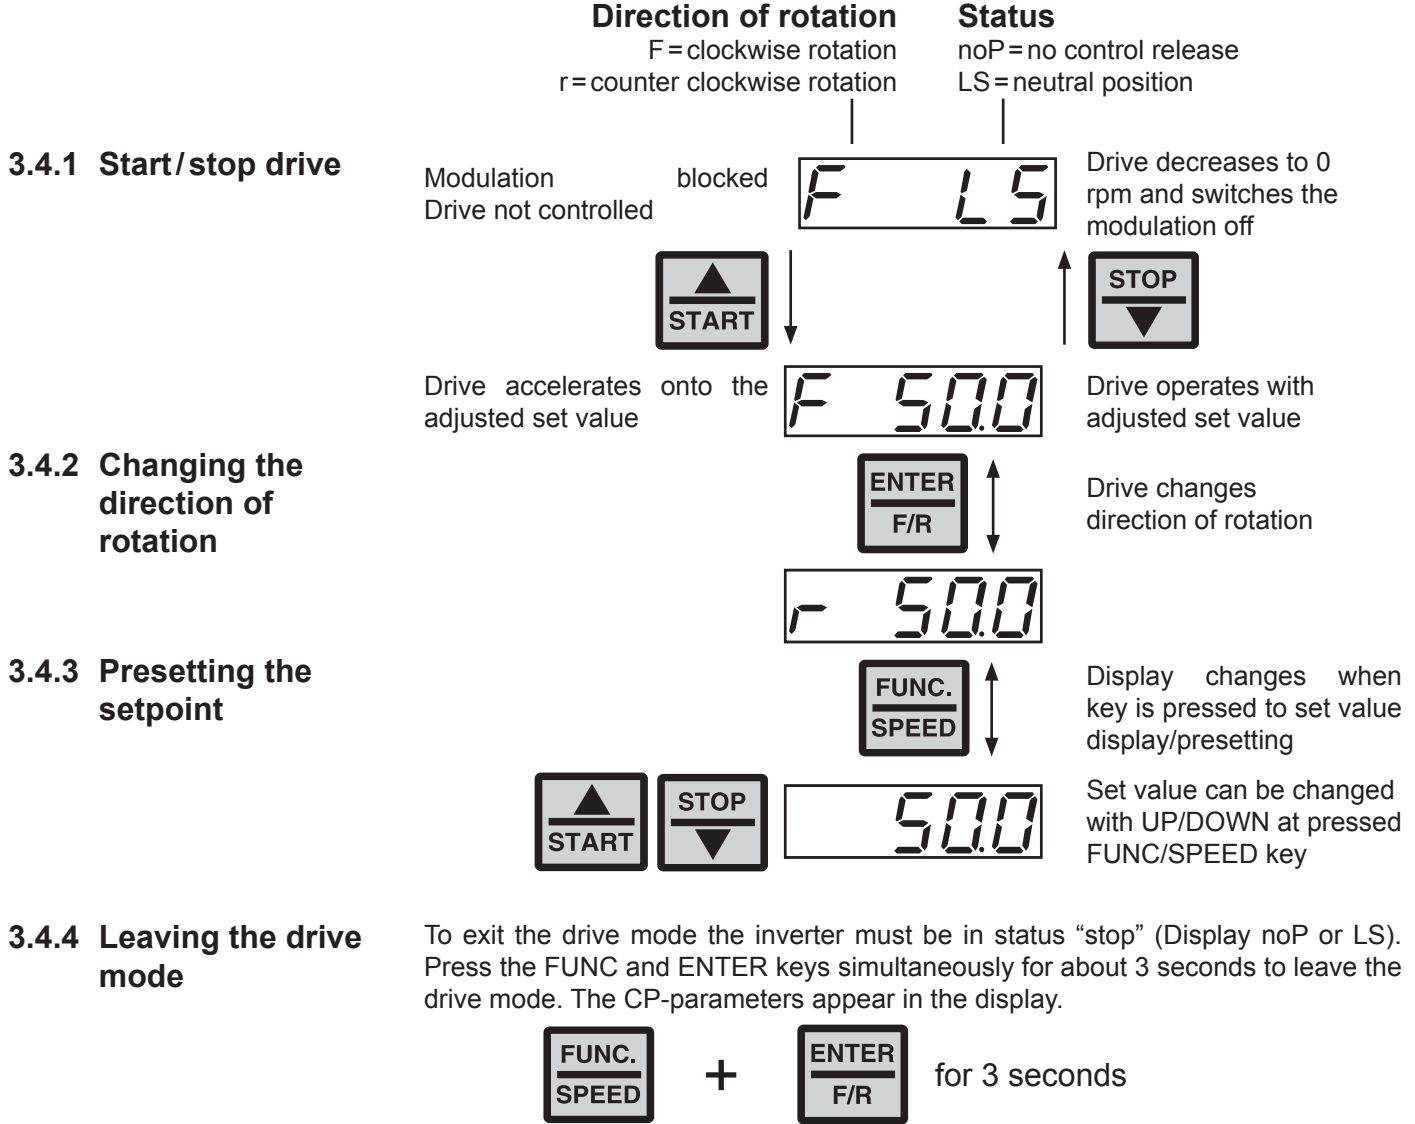 Direction of rotation
F = clockwise rotation
r = counter clockwise rotation
Status
noP = no control release
LS = neutral position
3.4.1 Start / stop drive
Modulation blocked
Drive not controlled
F LS
Drive decreases to 0
rpm and switches the
modulation off
START
STOP
Drive accelerates onto the
adjusted set value
F 50.0
Drive operates with
adjusted set value
3.4.2 Changing the
direction of
rotation
ENTER
F/R
Drive changes
direction of rotation
r 50.0
3.4.3 Presetting the
setpoint
FUNC.
SPEED
Display changes when
key is pressed to set value
display/presetting
START
STOP
50.0
Set value can be changed
with UP/DOWN at pressed
FUNC/SPEED key
3.4.4 Leaving the drive
mode
To exit the drive mode the inverter must be in status “stop” (Display noP or LS).
Press the FUNC and ENTER keys simultaneously for about 3 seconds to leave the
drive mode. The CP-parameters appear in the display.
FUNC.
SPEED
+
ENTER
F/R
for 3 seconds